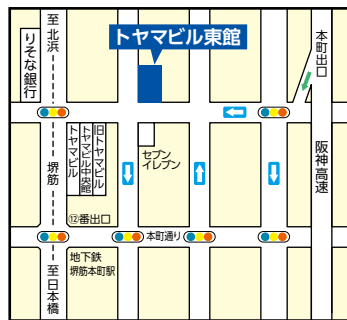 至北浜
りそな銀行
トヤマビル東館
本町出口
堺筋
トヤマビル
トヤマビル中央館
旧トヤマビル
セブン
イレブン
阪神高速
⑫番出口
本町通り
地下鉄
堺筋本町駅
至日本橋